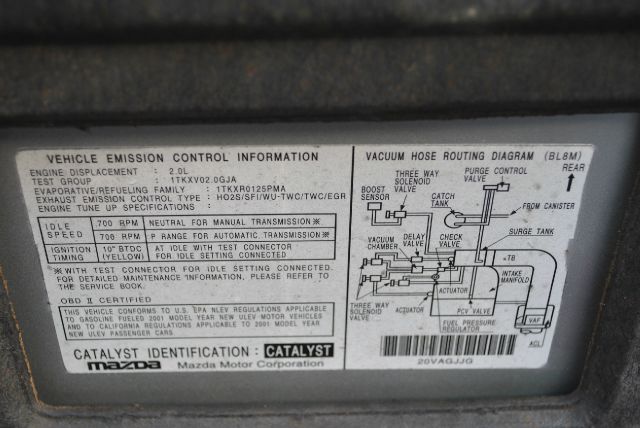 VEHICLE EMISSION CONTROL INFORMATION
ENGINE DISPLACEMENT : 2.0L
TEST GROUP : 1TKXV02.0GJA
EVAPORATIVE/REFUELING FAMILY : 1TKXR0125PMA
EXHAUST EMISSION CONTROL TYPE : HO2S/SFI/WU-TWC/TWC/EGR
ENGINE TUNE UP SPECIFICATIONS :
IDLE SPEED 700 RPM NEUTRAL FOR MANUAL TRANSMISSION※
700 RPM P RANGE FOR AUTOMATIC TRANSMISSION※
IGNITION TIMING 10° BTDC (YELLOW) AT IDLE WITH TEST CONNECTOR
FOR IDLE SETTING CONNECTED
※WITH TEST CONNECTOR FOR IDLE SETTING CONNECTED.
FOR DETAILED MAINTENANCE INFORMATION, PLEASE REFER TO
THE SERVICE BOOK.
OBD II CERTIFIED
THIS VEHICLE CONFORMS TO U.S. EPA NLEV REGULATIONS APPLICABLE
TO GASOLINE FUELED 2001 MODEL YEAR NEW ULEV MOTOR VEHICLES
AND TO CALIFORNIA REGULATIONS APPLICABLE TO 2001 MODEL YEAR
NEW ULEV PASSENGER CARS.
CATALYST IDENTIFICATION: CATALYST
mazda Mazda Motor Corporation
VACUUM HOSE ROUTING DIAGRAM (BL8M)
REAR
PURGE CONTROL
VALVE
THREE WAY
SOLENOID
VALVE
BOOST
SENSOR
CATCH
TANK
FROM CANISTER
SURGE TANK
DELAY
VALVE
CHECK
VALVE
VACUUM
CHAMBER
×TB
INTAKE
MANIFOLD
ACTUATOR
THREE WAY
SOLENOID
VALVE
ACTUATOR
PCV VALVE
FUEL PRESSURE
REGULATOR
VAF
ACL
20VAGJJG